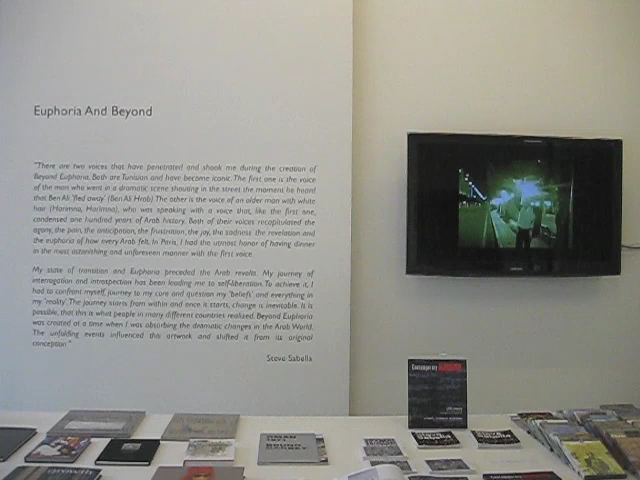 Euphoria And Beyond
"There are two voices that have penetrated and shook me during the creation of
Beyond Euphoria. Both are Tunisian and have become iconic. The first one is the voice
of the man who went in a dramatic scene shouting in the street the moment he heard
that Ben Ali 'fled away' (Ben Ali Hrab). The other is the voice of an older man with white
hair (Harimna, Harimna), who was speaking with a voice that, like the first one,
condensed one hundred years of Arab history. Both of their voices recapitulated the
agony, the pain, the anticipation, the frustration, the joy, the sadness, the revelation and
the euphoria of how every Arab felt. In Paris, I had the utmost honor of having dinner
in the most astonishing and unforeseen manner with the first voice.
My state of transition and Euphoria preceded the Arab revolts. My journey of
interrogation and introspection has been leading me to self-liberation. To achieve it, I
had to confront myself, journey to my core and question my 'beliefs' and everything in
my 'reality'. The journey starts from within and once it starts, change is inevitable. It is
possible, that this is what people in many different countries realized. Beyond Euphoria
was created at a time when I was absorbing the dramatic changes in the Arab World.
The unfolding events influenced this artwork and shifted it from its original
conception"
Steve Sabella
Contemporary